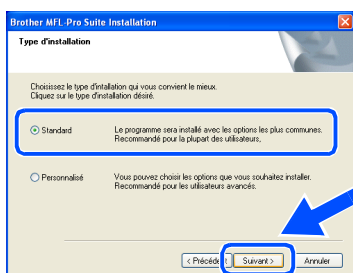 Brother MFL-Pro Suite Installation
Type d'installation
Choisissez le type d'intallation qui vous convient le mieux.
Cliquez sur le type d'installation désiré.
Standard
Le programme sera installé avec les options les plus communes.
Recommandé pour la plupart des utilisateurs,
Personnalisé
Vous pouvez choisir les options que vous souhaitez installer.
Recommandé pour les utilisateurs avancés.
< Précédent
Suivant >
Annuler